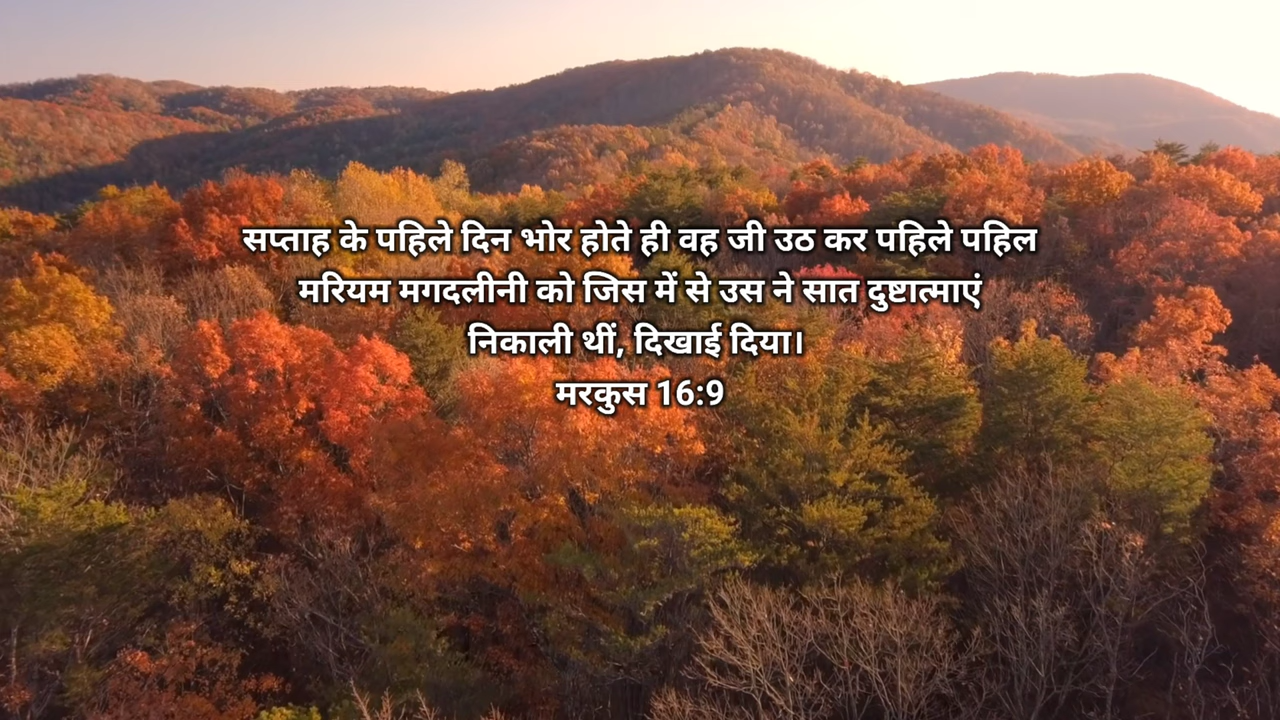 सप्ताह के पहिले दिन भोर होते ही वह जी उठ कर पहिले पहिल
मरियम मगदलीनी को जिस में से उस ने सात दुष्टात्माएं
निकाली थीं, दिखाई दिया।
मरकुस 16:9